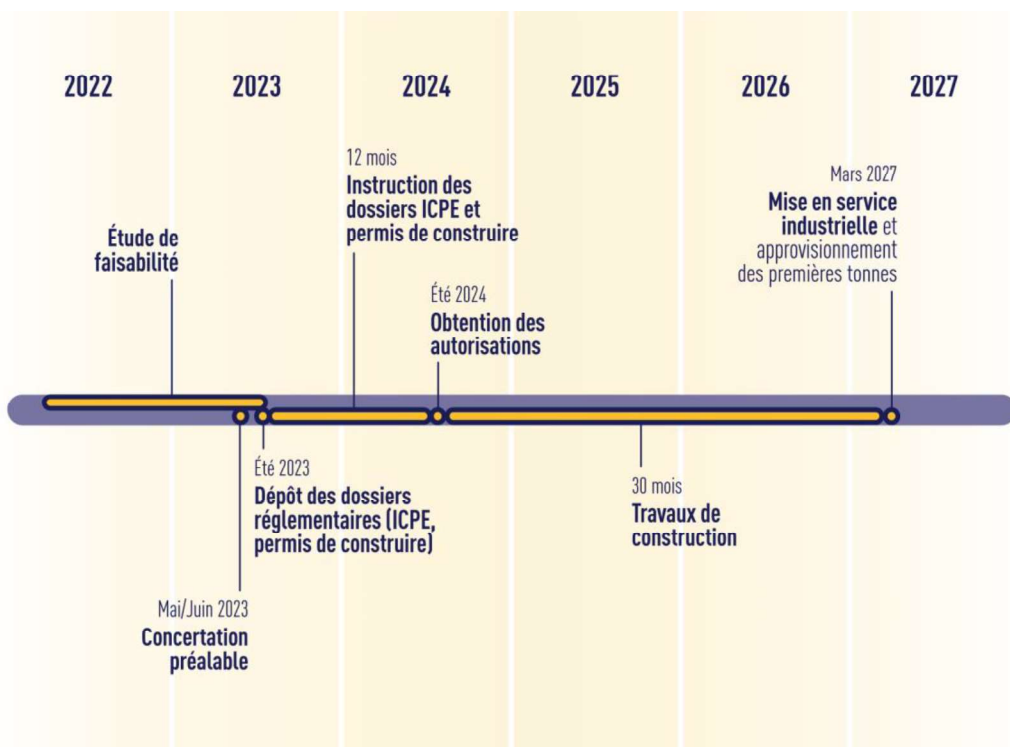 2022
2023
2024
2025
2026
2027
Étude de
faisabilité
12 mois
Instruction des
dossiers ICPE et
permis de construire
Été 2024
Obtention des
autorisations
Mars 2027
Mise en service
industrielle et
approvisionnement
des premières tonnes
Mai/Juin 2023
Concertation
préalable
Été 2023
Dépôt des dossiers
réglementaires (ICPE,
permis de construire)
30 mois
Travaux de
construction